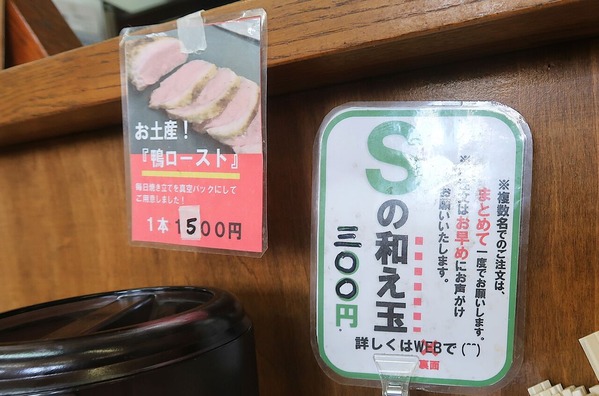 お土産！
『鴨ロースト』
毎日焼き立てを真空パックにして
ご用意しました！
1本1500円
※複数名でのご注文は、
まとめて一度でお願いします。
※ご注文はお早めにお声がけ
お願いいたします。
Sの和え玉
三〇〇円
詳しくはWEBで(¯¯)
裏面